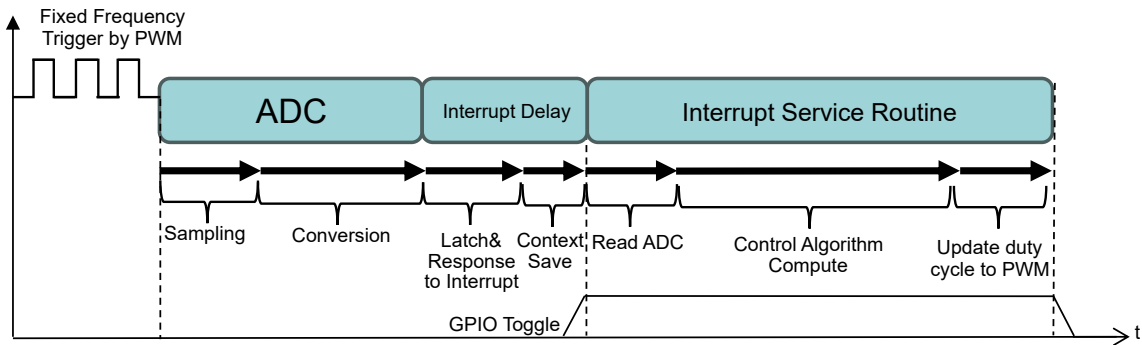 Fixed Frequency
Trigger by PWM
ADC
Interrupt Delay
Interrupt Service Routine
Sampling
Conversion
Latch&
Response
to Interrupt
Context
Save
Read ADC
Control Algorithm
Compute
Update duty
cycle to PWM
GPIO Toggle
t